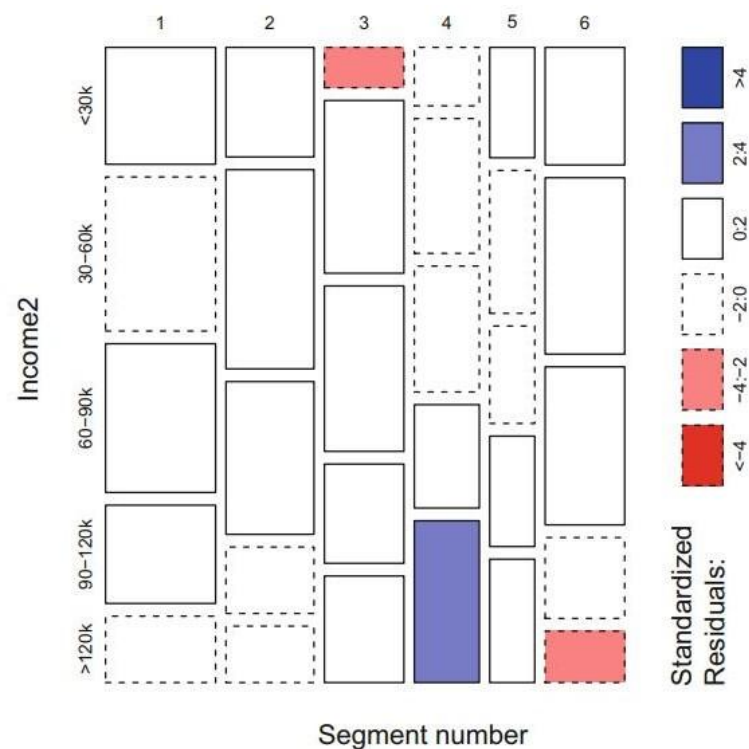 1 2 3 4 5 6
<30k
30−60k
60−90k
90−120k
>120k
Income2
Segment number
Standardized
Residuals:
<−4
−4:−2
−2:0
0:2
2:4
>4